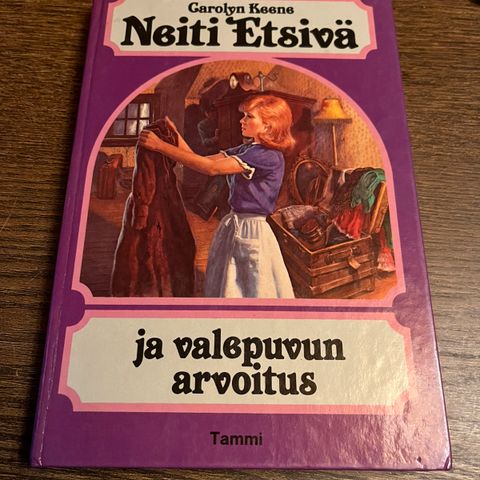 Carolyn Keene
Neiti Etsivä
ja valepuvun
arvoitus
Tammi